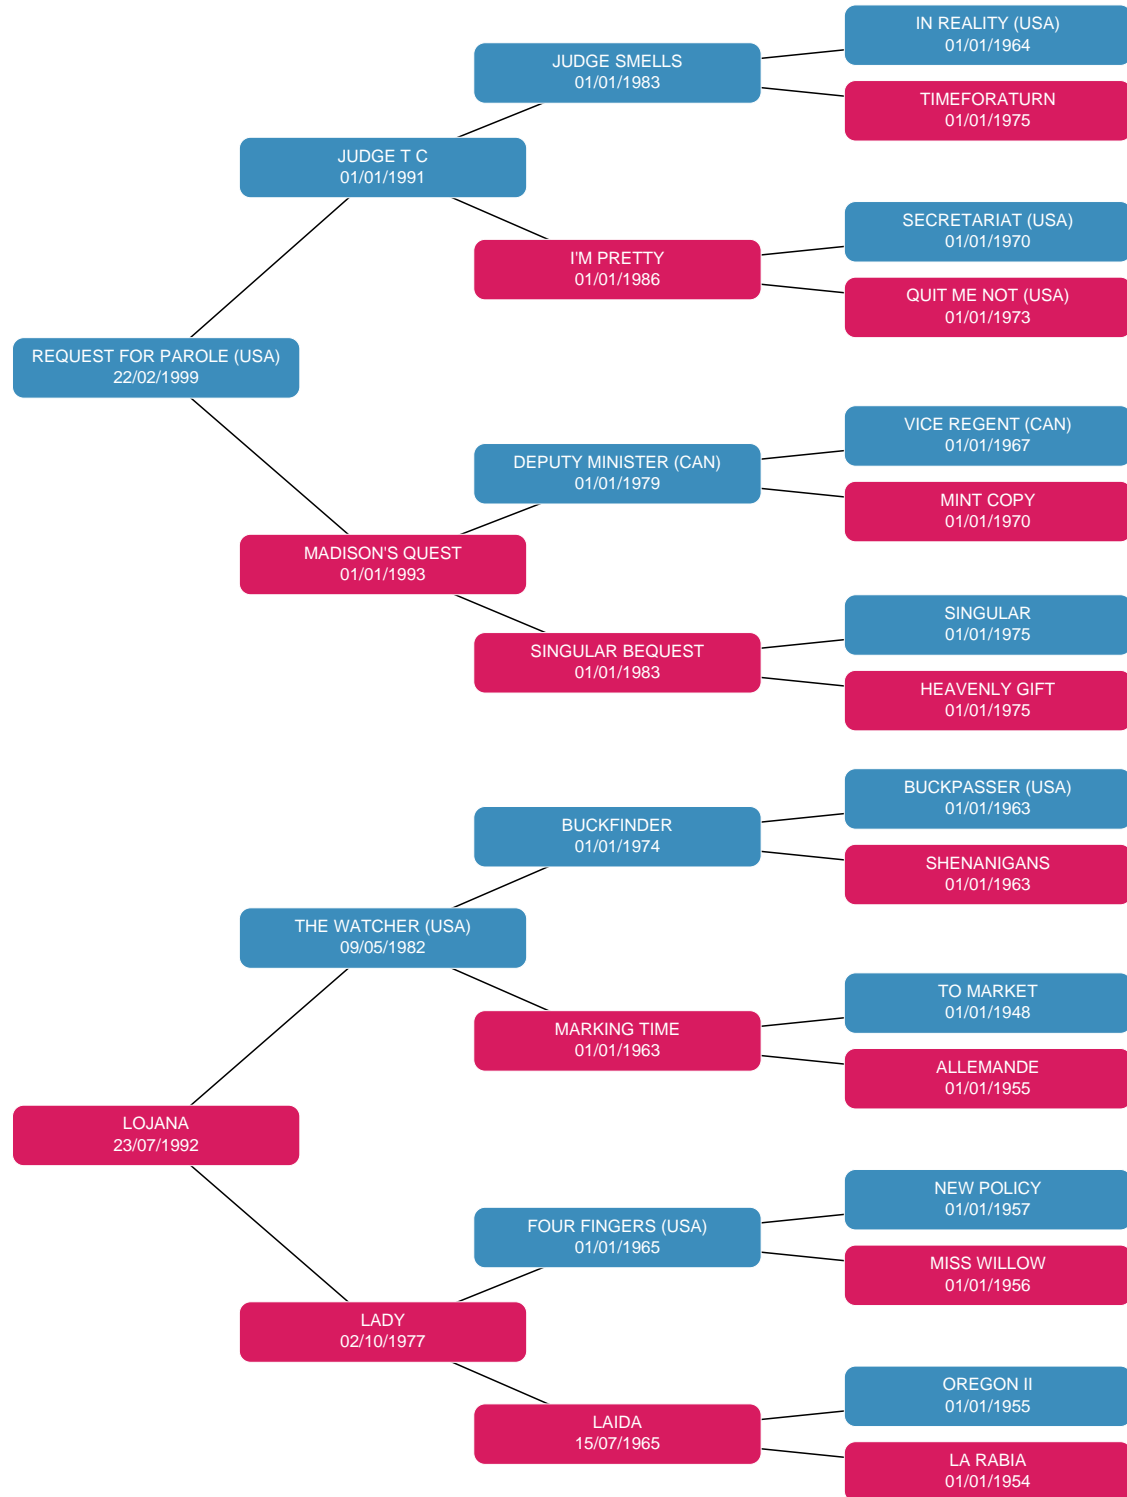 IN REALITY (USA)
01/01/1964
JUDGE SMELLS
01/01/1983
TIMEFORATURN
01/01/1975
JUDGE T C
01/01/1991
SECRETARIAT (USA)
01/01/1970
I'M PRETTY
01/01/1986
QUIT ME NOT (USA)
01/01/1973
REQUEST FOR PAROLE (USA)
22/02/1999
VICE REGENT (CAN)
01/01/1967
DEPUTY MINISTER (CAN)
01/01/1979
MINT COPY
01/01/1970
MADISON'S QUEST
01/01/1993
SINGULAR
01/01/1975
SINGULAR BEQUEST
01/01/1983
HEAVENLY GIFT
01/01/1975
BUCKPASSER (USA)
01/01/1963
BUCKFINDER
01/01/1974
SHENANIGANS
01/01/1963
THE WATCHER (USA)
09/05/1982
TO MARKET
01/01/1948
MARKING TIME
01/01/1963
ALLEMANDE
01/01/1955
LOJANA
23/07/1992
NEW POLICY
01/01/1957
FOUR FINGERS (USA)
01/01/1965
MISS WILLOW
01/01/1956
LADY
02/10/1977
OREGON II
01/01/1955
LAIDA
15/07/1965
LA RABIA
01/01/1954